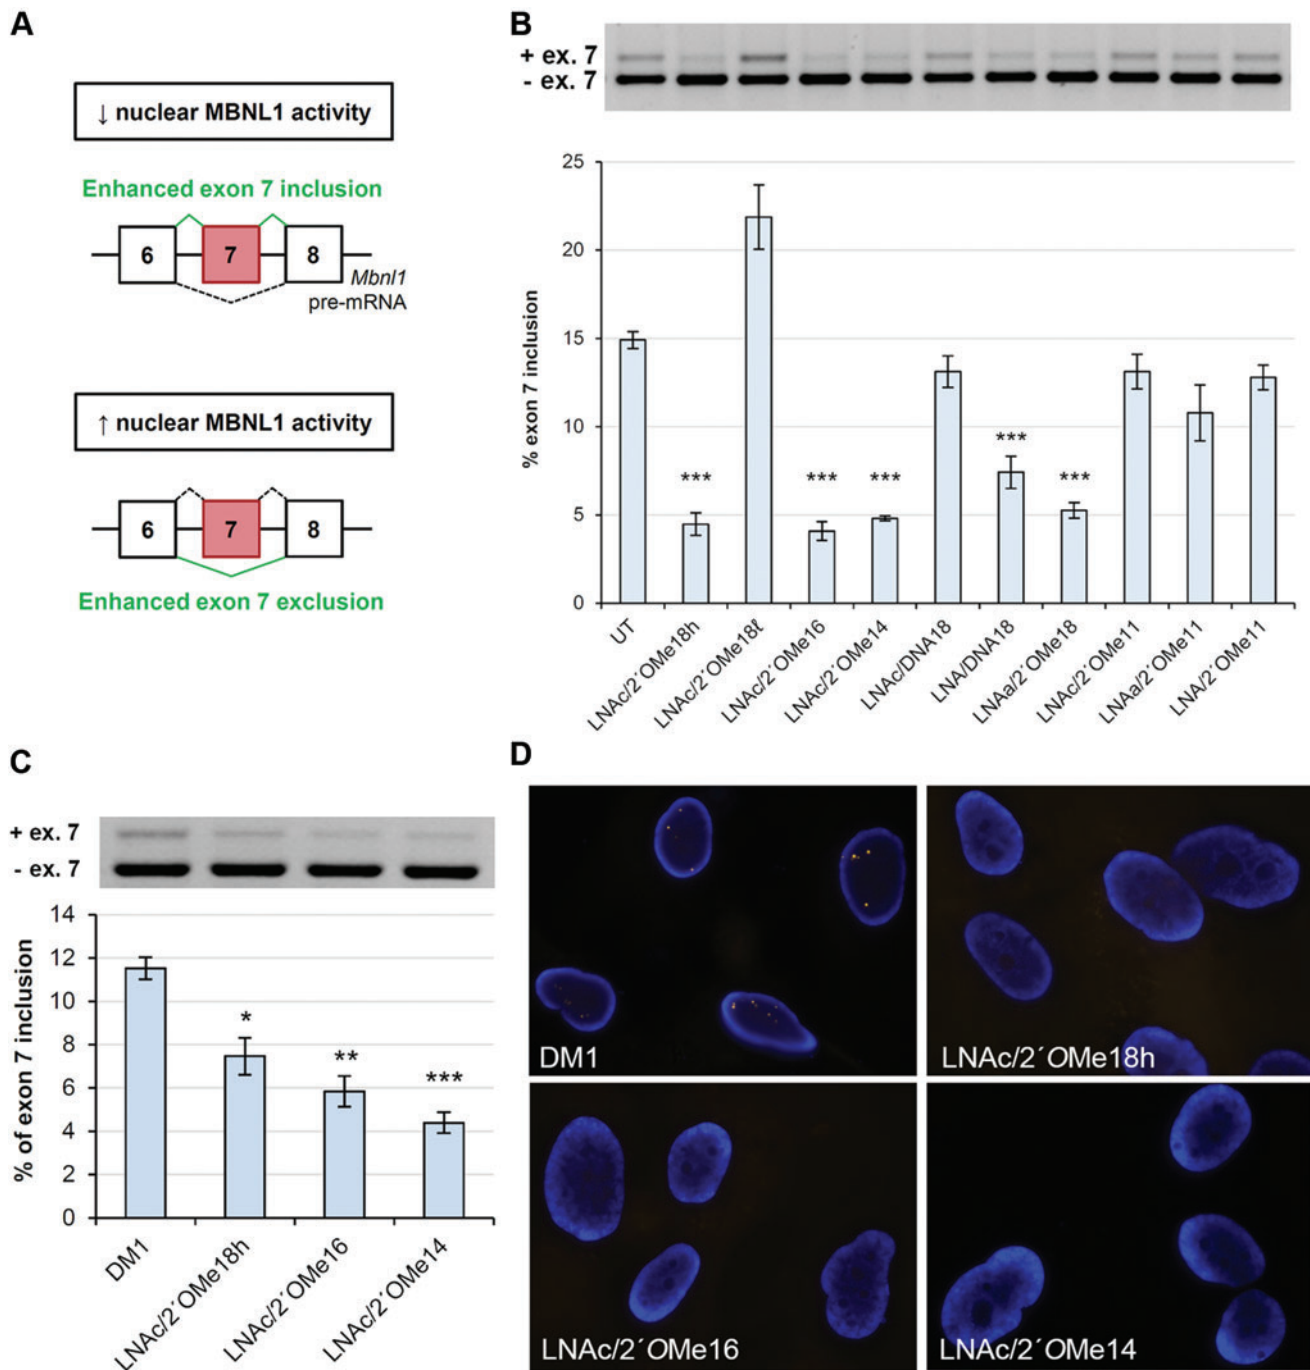 A
↓ nuclear MBNL1 activity
Enhanced exon 7 inclusion
6 7 8
Mbnl1
pre-mRNA
↑ nuclear MBNL1 activity
6 7 8
Enhanced exon 7 exclusion
B
+ ex. 7
- ex. 7
% exon 7 inclusion
25
20
15
10
5
0
*** *** *** *** ***
UT
LNAc/2´OMe18h
LNAc/2´OMe18ℓ
LNAc/2´OMe16
LNAc/2´OMe14
LNAc/DNA18
LNA/DNA18
LNAa/2´OMe18
LNAc/2´OMe11
LNAa/2´OMe11
LNA/2´OMe11
C
+ ex. 7
- ex. 7
% of exon 7 inclusion
14
12
10
8
6
4
2
0
* ** ***
DM1
LNAc/2´OMe18h
LNAc/2´OMe16
LNAc/2´OMe14
D
DM1
LNAc/2´OMe18h
LNAc/2´OMe16
LNAc/2´OMe14